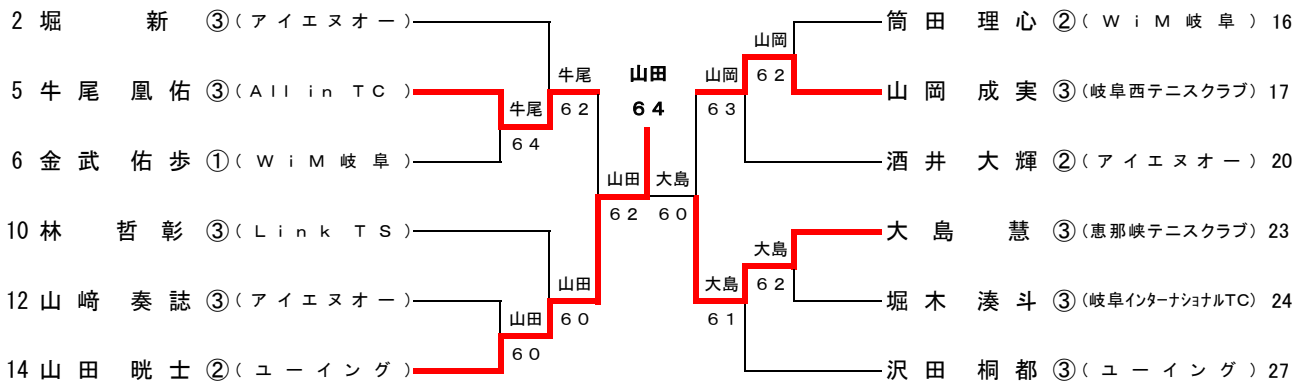 2 堀 新 ③(アイエヌオー)
5 牛尾 凰佑 ③(All in TC)
6 金武 佑歩 ①(WiM岐阜)
10 林 哲彰 ③(Link TS)
12 山﨑 奏誌 ③(アイエヌオー)
14 山田 晄士 ②(ユーイング)
牛尾
64
牛尾
62
山田
60
山田
60
山田
62
山田
64
大島
60
山岡
63
山岡
62
大島
61
大島
62
筒田 理心 ②(WiM岐阜) 16
山岡 成実 ③(岐阜西テニスクラブ) 17
酒井 大輝 ②(アイエヌオー) 20
大島 慧 ③(恵那峡テニスクラブ) 23
堀木 湊斗 ③(岐阜インターナショナルTC) 24
沢田 桐都 ③(ユーイング) 27